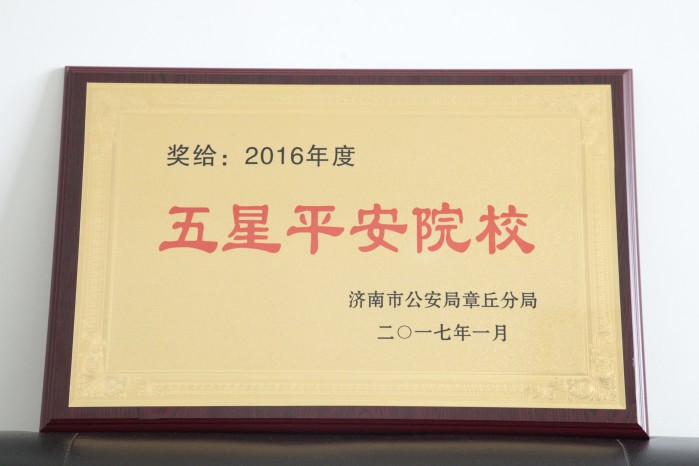 奖给：2016年度
五星平安院校
济南市公安局章丘分局
二〇一七年一月